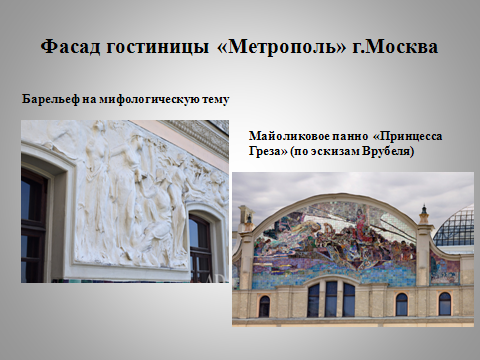 Фасад гостиницы «Метрополь» г.Москва
Барельеф на мифологическую тему
Майоликовое панно «Принцесса
Греза» (по эскизам Врубеля)